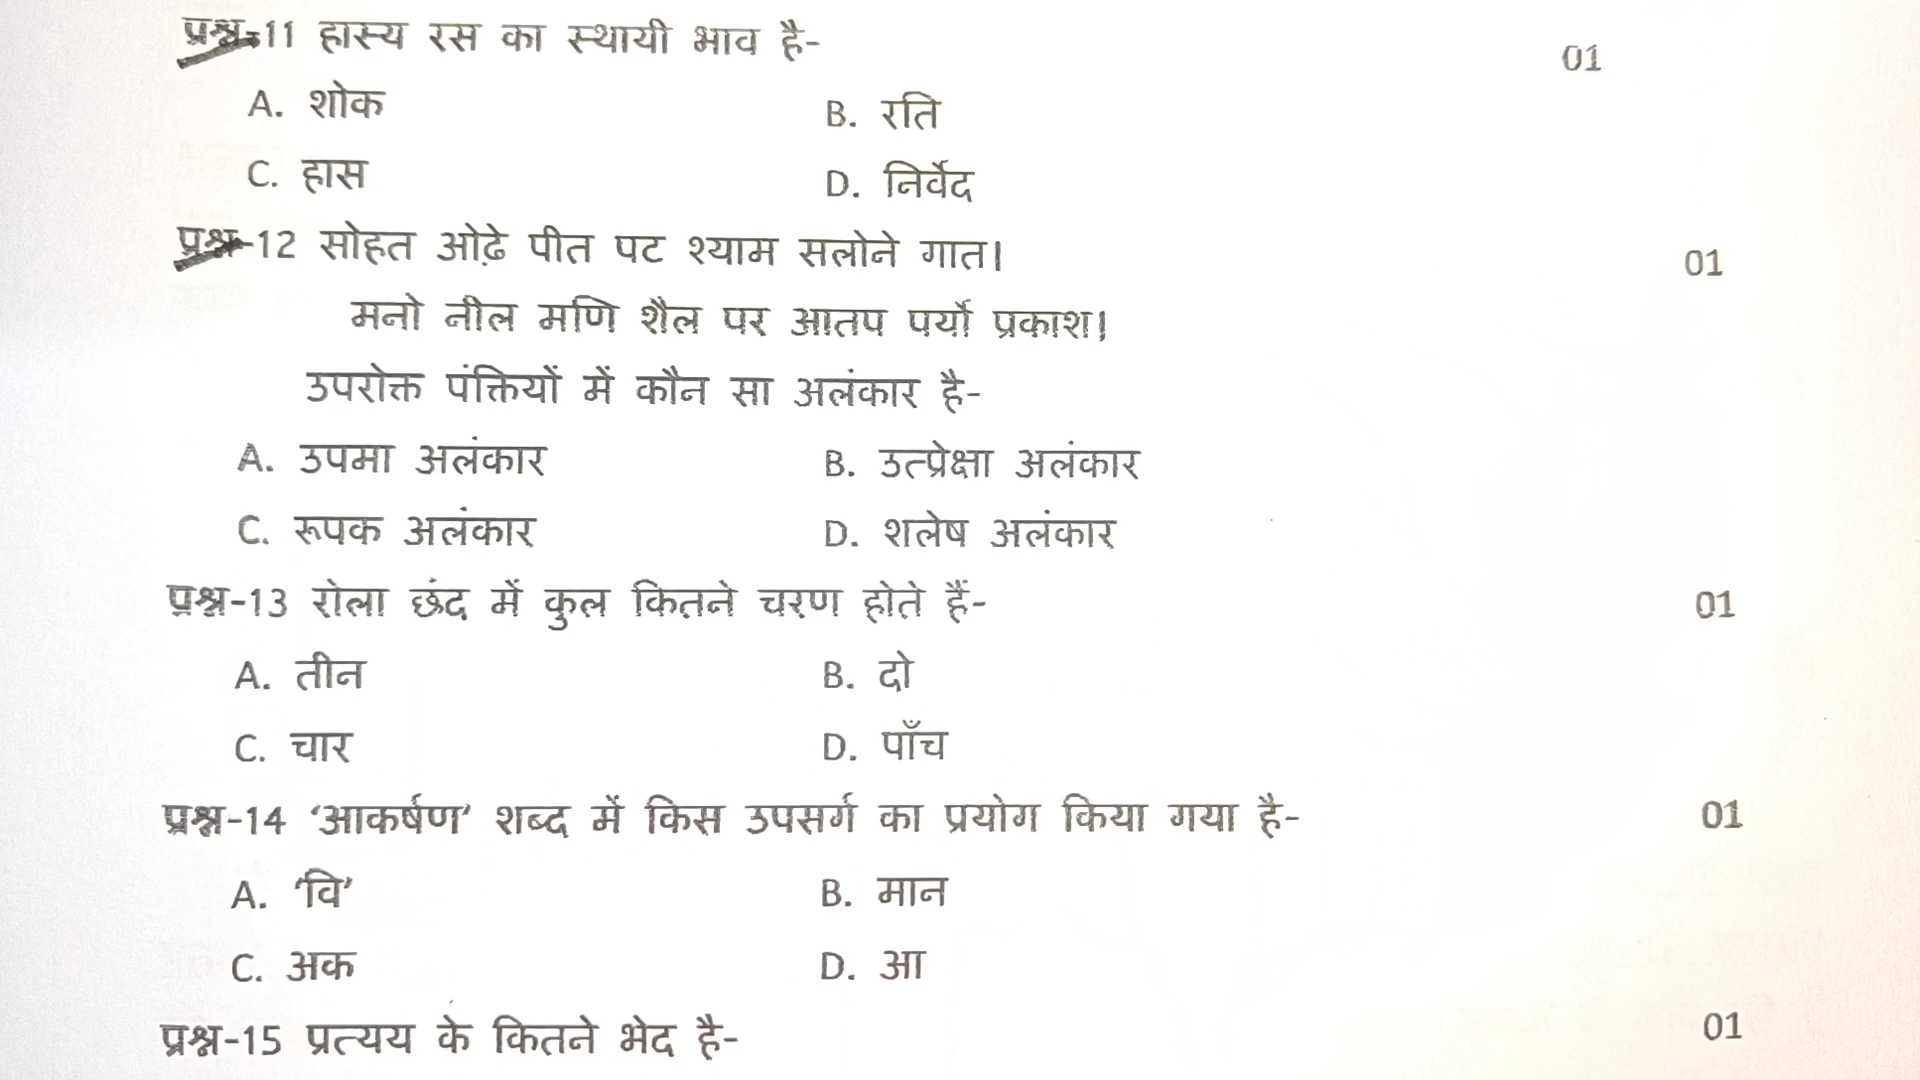 प्रश्न-11 हास्य रस का स्थायी भाव है- 01
A. शोक B. रति
C. हास D. निर्वेद
प्रश्न-12 सोहत ओढ़े पीत पट श्याम सलोने गात। 01
मनो नील मणि शैल पर आतप पर्यौ प्रकाश।
उपरोक्त पंक्तियों में कौन सा अलंकार है-
A. उपमा अलंकार B. उत्प्रेक्षा अलंकार
C. रूपक अलंकार D. शलेष अलंकार
प्रश्न-13 रोला छंद में कुल कितने चरण होते हैं- 01
A. तीन B. दो
C. चार D. पाँच
प्रश्न-14 ‘आकर्षण’ शब्द में किस उपसर्ग का प्रयोग किया गया है- 01
A. ‘वि’ B. मान
C. अक D. आ
प्रश्न-15 प्रत्यय के कितने भेद है- 01